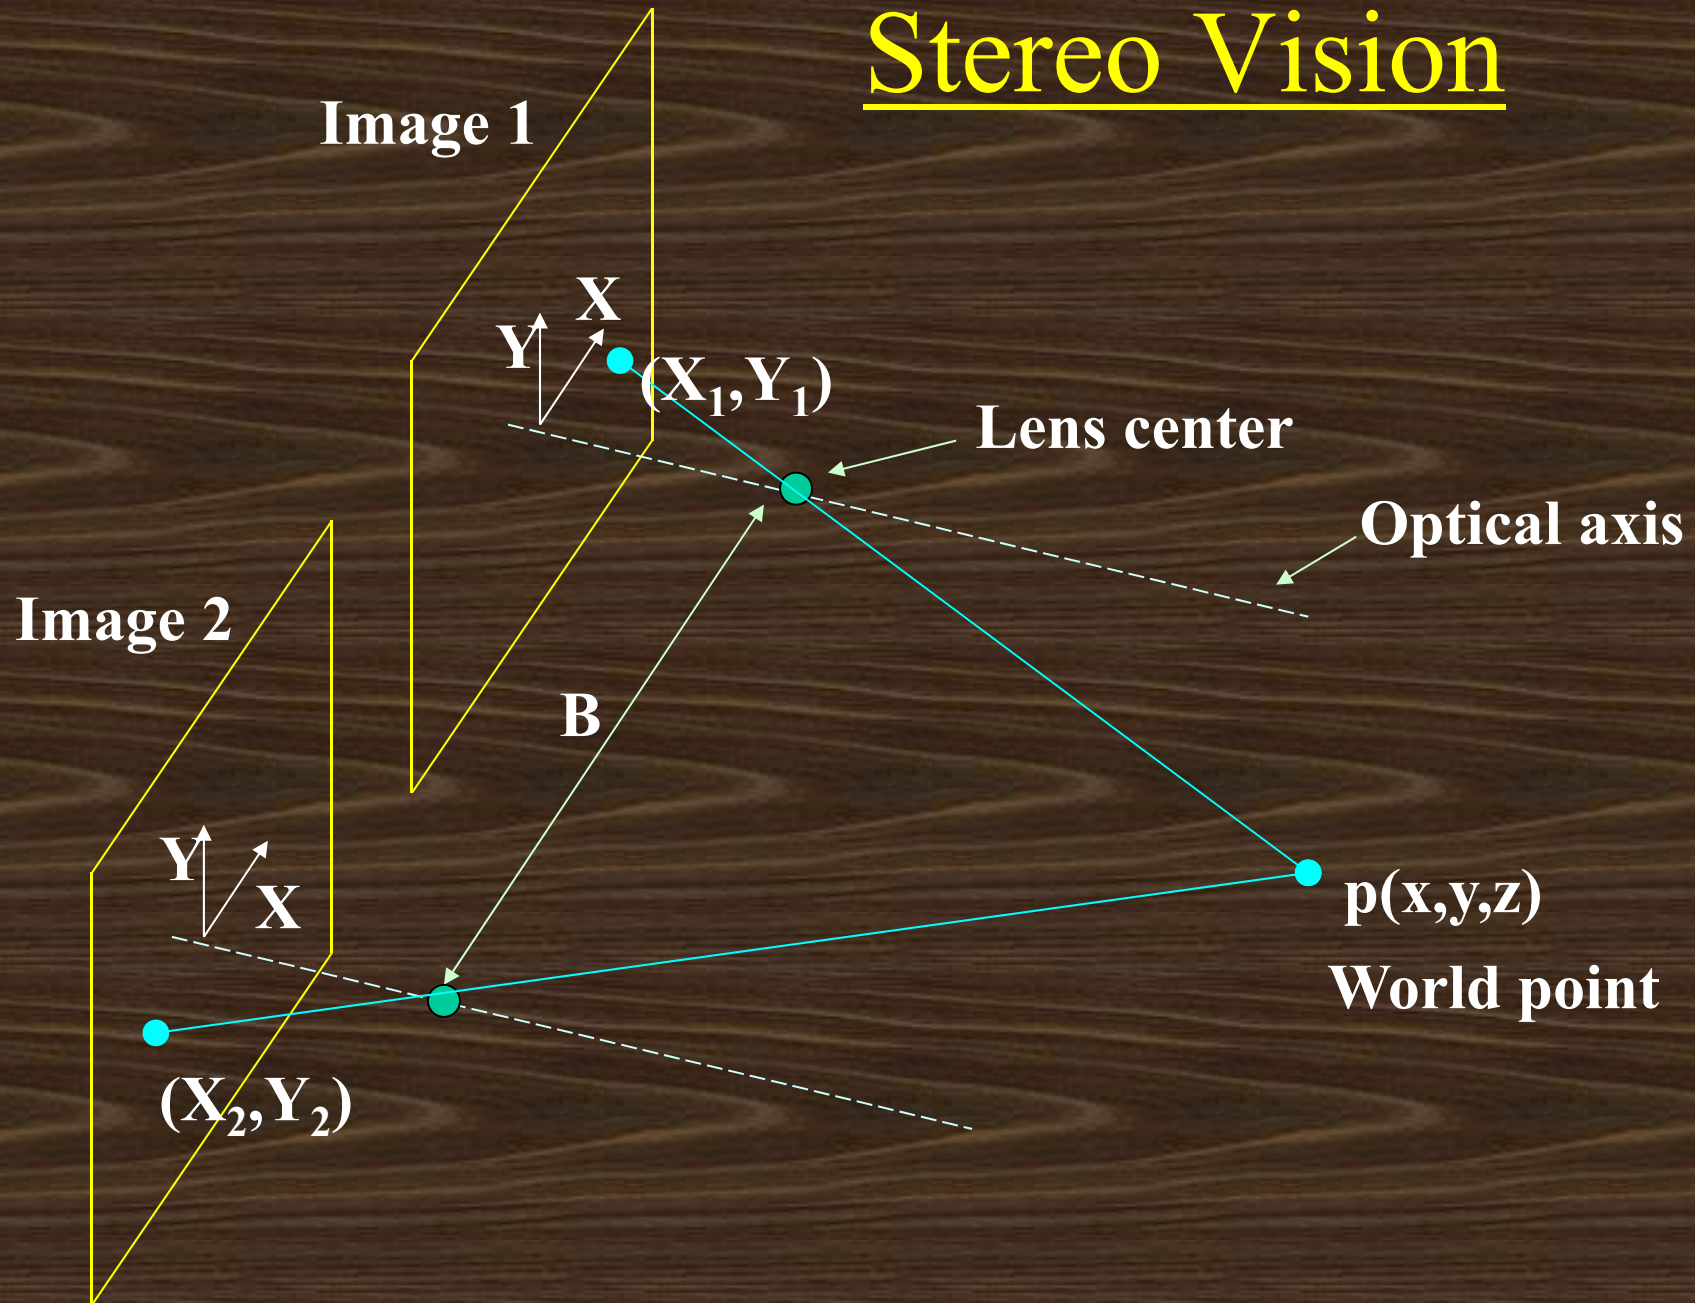 Stereo Vision
Image 1
X
Y
(X₁,Y₁)
Lens center
Optical axis
Image 2
B
Y
X
p(x,y,z)
World point
(X₂,Y₂)